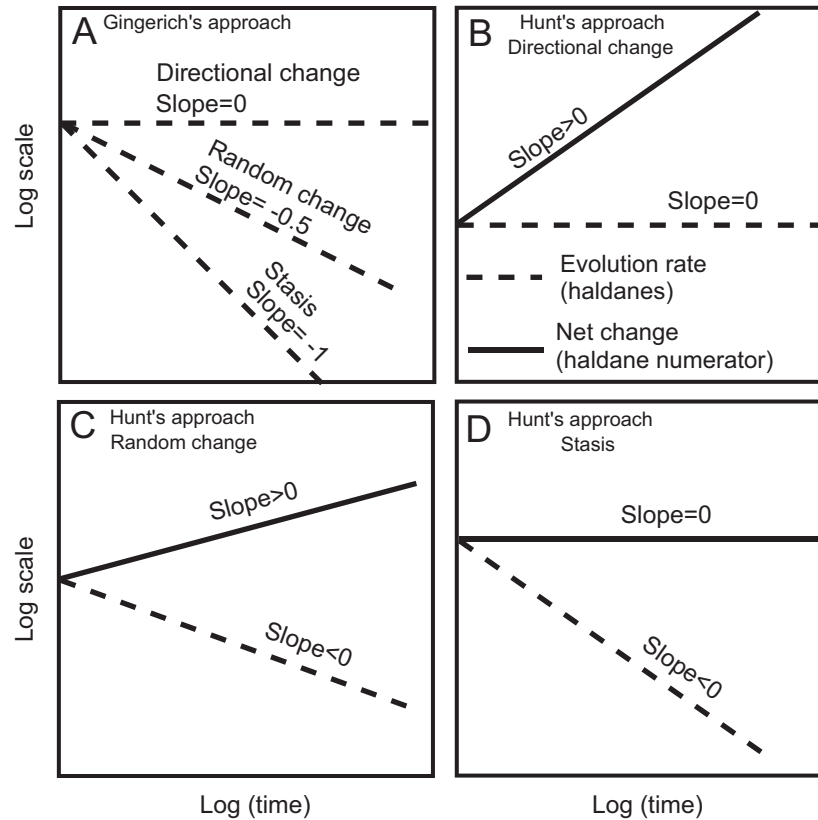 A Gingerich's approach
Directional change
Slope=0
Random change
Slope= -0.5
Stasis
Slope= -1
Log scale
B Hunt's approach
Directional change
Slope>0
Slope=0
Evolution rate
(haldanes)
Net change
(haldane numerator)
C Hunt's approach
Random change
Slope>0
Slope<0
Log scale
Log (time)
D Hunt's approach
Stasis
Slope=0
Slope<0
Log (time)